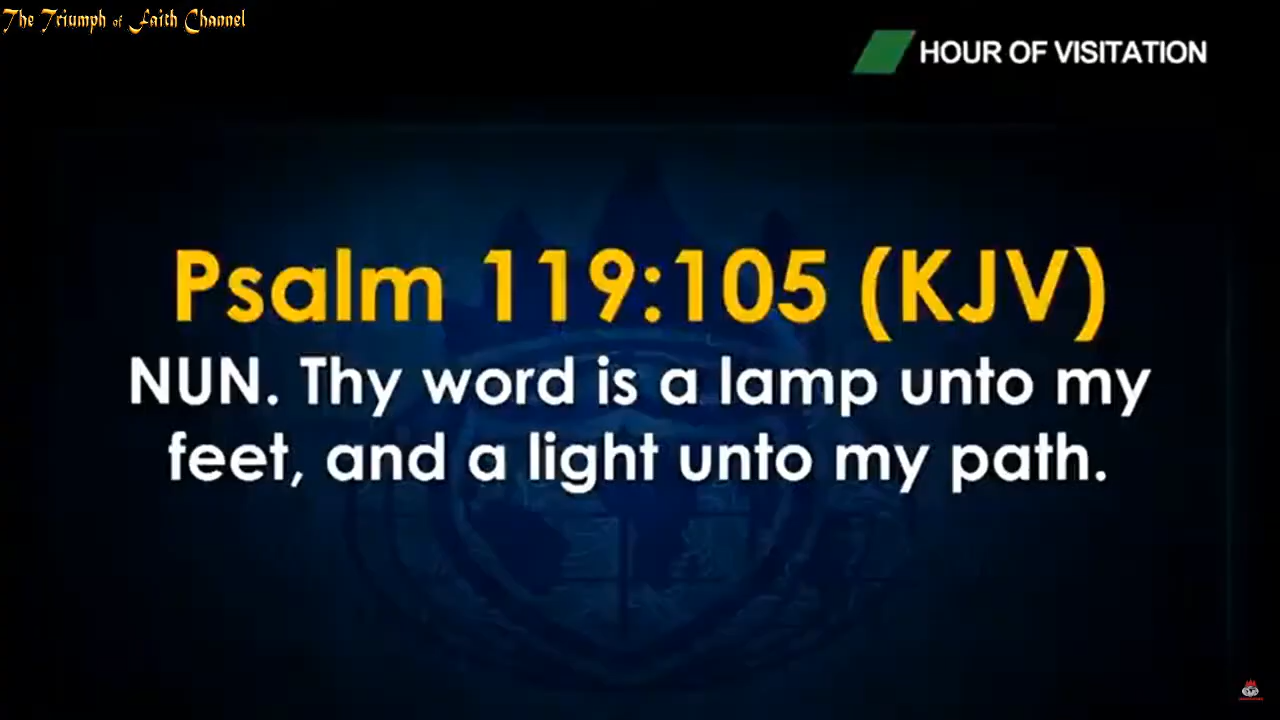 The Triumph of Faith Channel
HOUR OF VISITATION
Psalm 119:105 (KJV)
NUN. Thy word is a lamp unto my
feet, and a light unto my path.